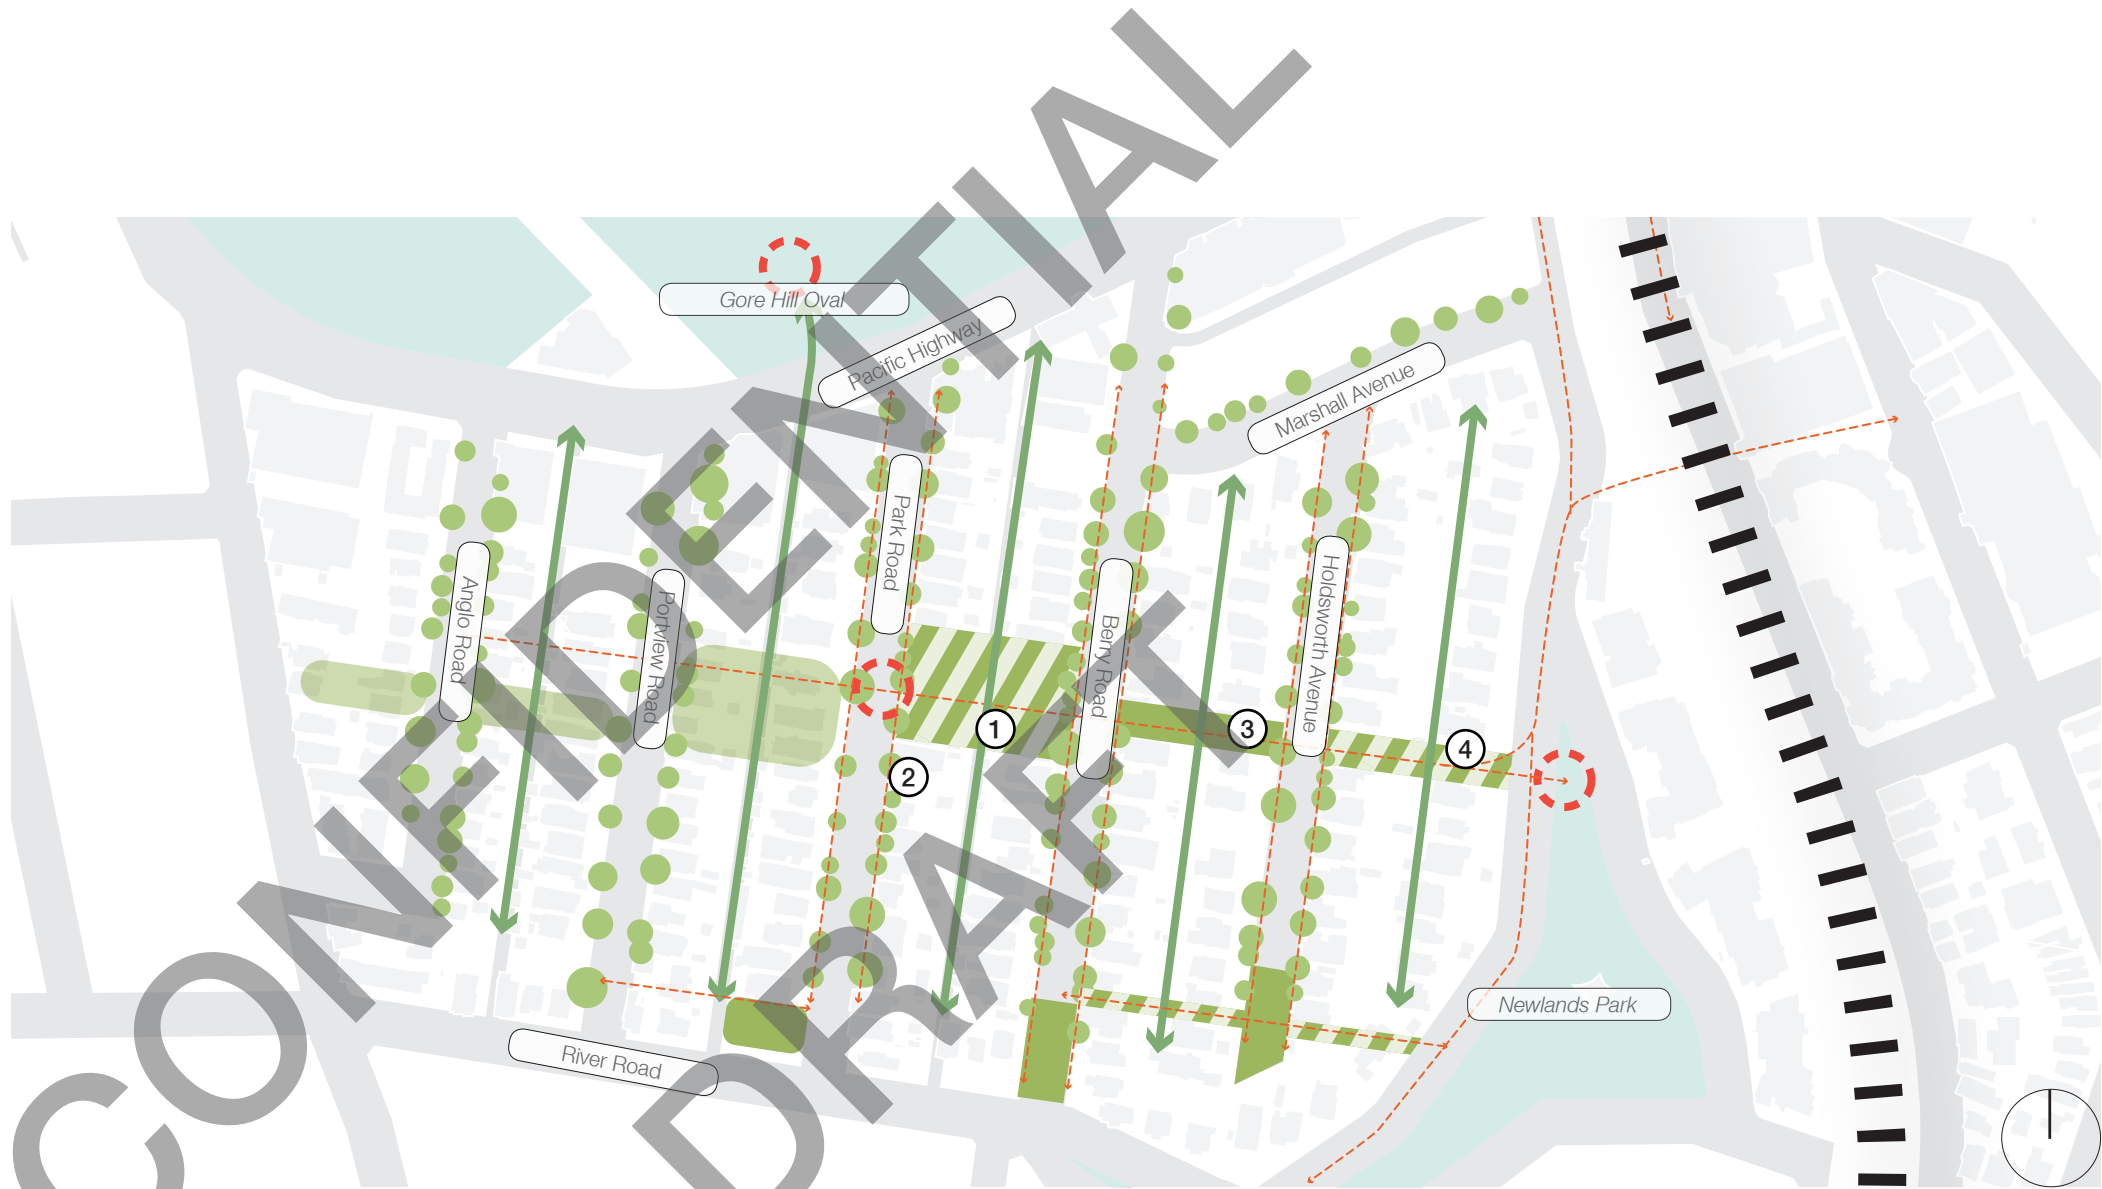 CONFIDENTIAL
DRAFT
Gore Hill Oval
Pacific Highway
Marshall Avenue
Park Road
Anglo Road
Portview Road
Berry Road
Holdsworth Avenue
1
2
3
4
Newlands Park
River Road